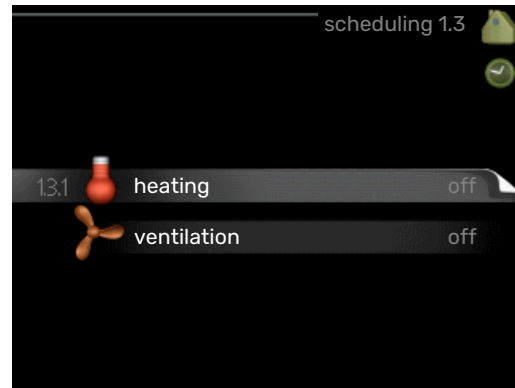 scheduling 1.3
1.3.1 heating off
ventilation off